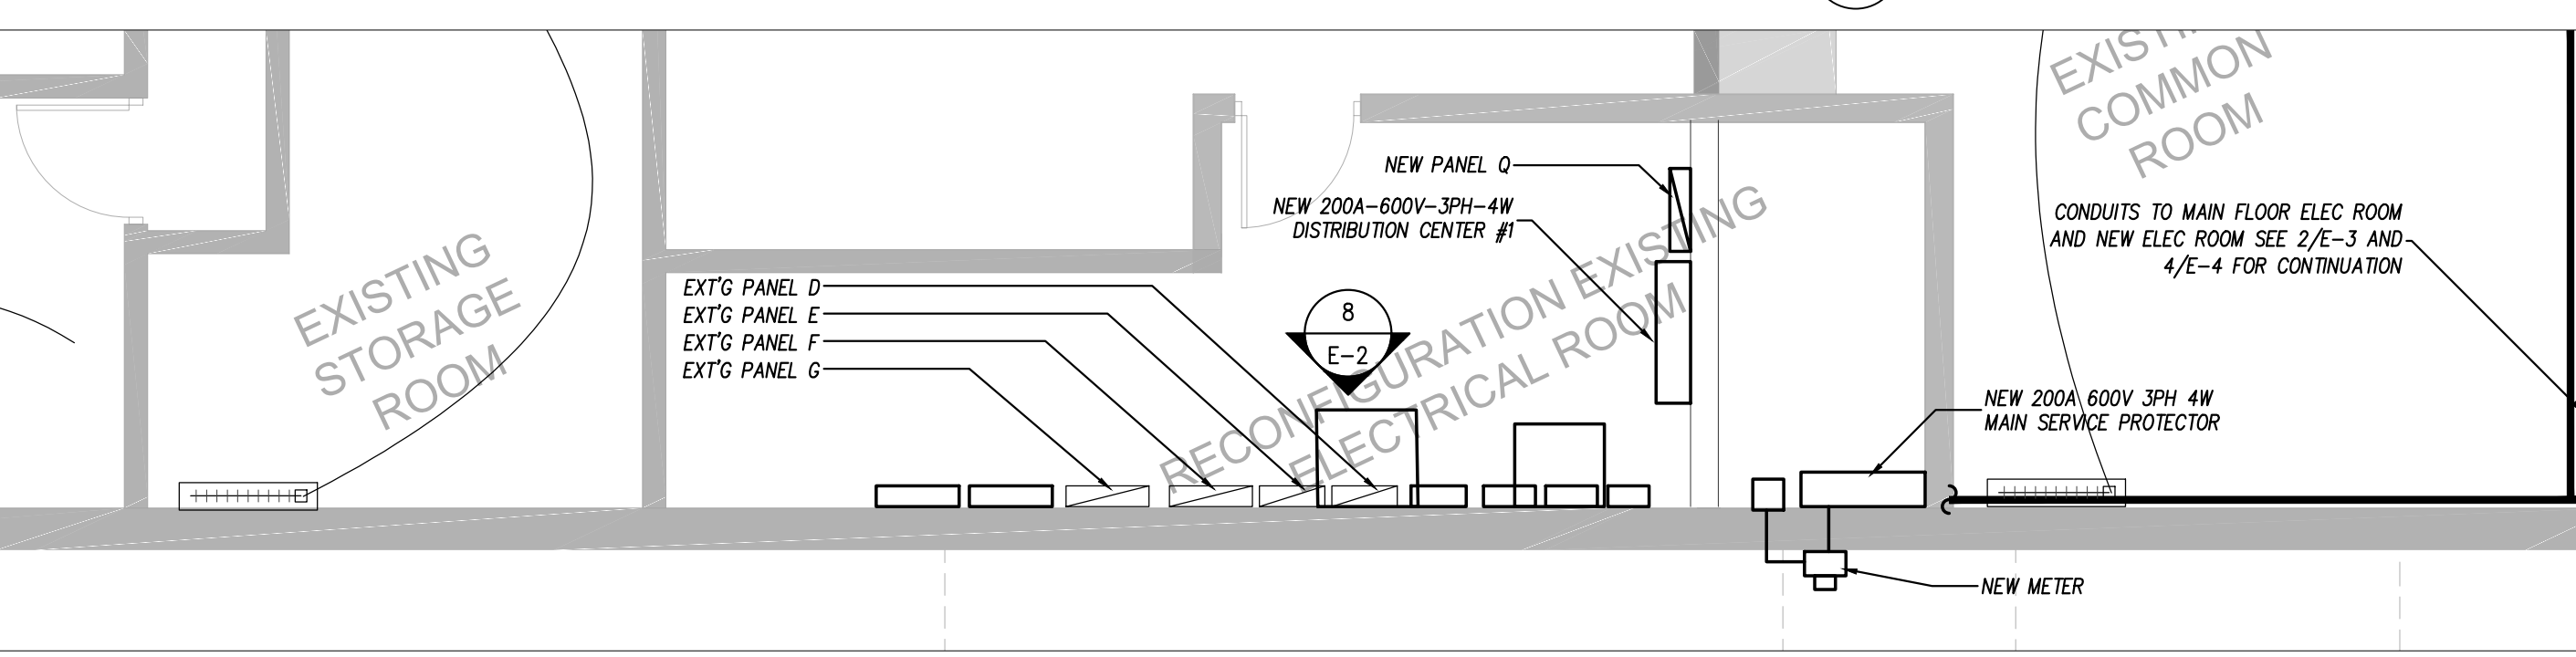 EXISTING
STORAGE
ROOM
NEW PANEL Q
NEW 200A-600V-3PH-4W
DISTRIBUTION CENTER #1
EXT'G PANEL D
EXT'G PANEL E
EXT'G PANEL F
EXT'G PANEL G
8
E-2
RECONFIGURATION EXISTING
ELECTRICAL ROOM
COMMON
ROOM
CONDUITS TO MAIN FLOOR ELEC ROOM
AND NEW ELEC ROOM SEE 2/E-3 AND
4/E-4 FOR CONTINUATION
NEW 200A 600V 3PH 4W
MAIN SERVICE PROTECTOR
NEW METER